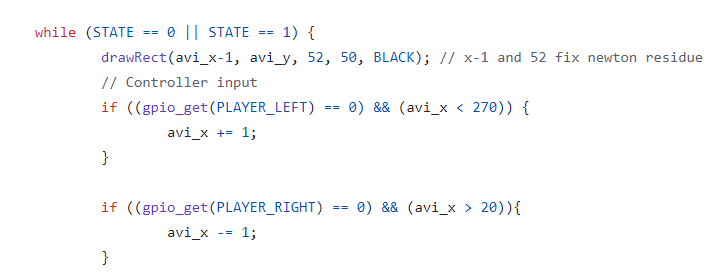 while (STATE == 0 || STATE == 1) {
drawRect(avi_x-1, avi_y, 52, 50, BLACK); // x-1 and 52 fix newton residue
// Controller input
if ((gpio_get(PLAYER_LEFT) == 0) && (avi_x < 270)) {
avi_x += 1;
}
if ((gpio_get(PLAYER_RIGHT) == 0) && (avi_x > 20)){
avi_x -= 1;
}